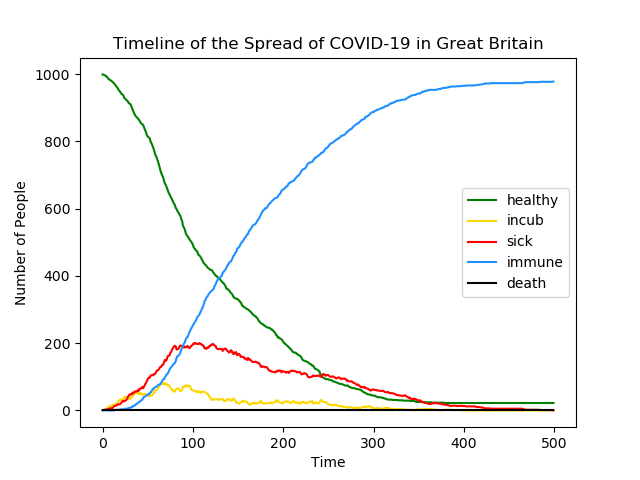 Timeline of the Spread of COVID-19 in Great Britain
1000
800
600
400
200
0
Number of People
healthy
incub
sick
immune
death
0 100 200 300 400 500
Time